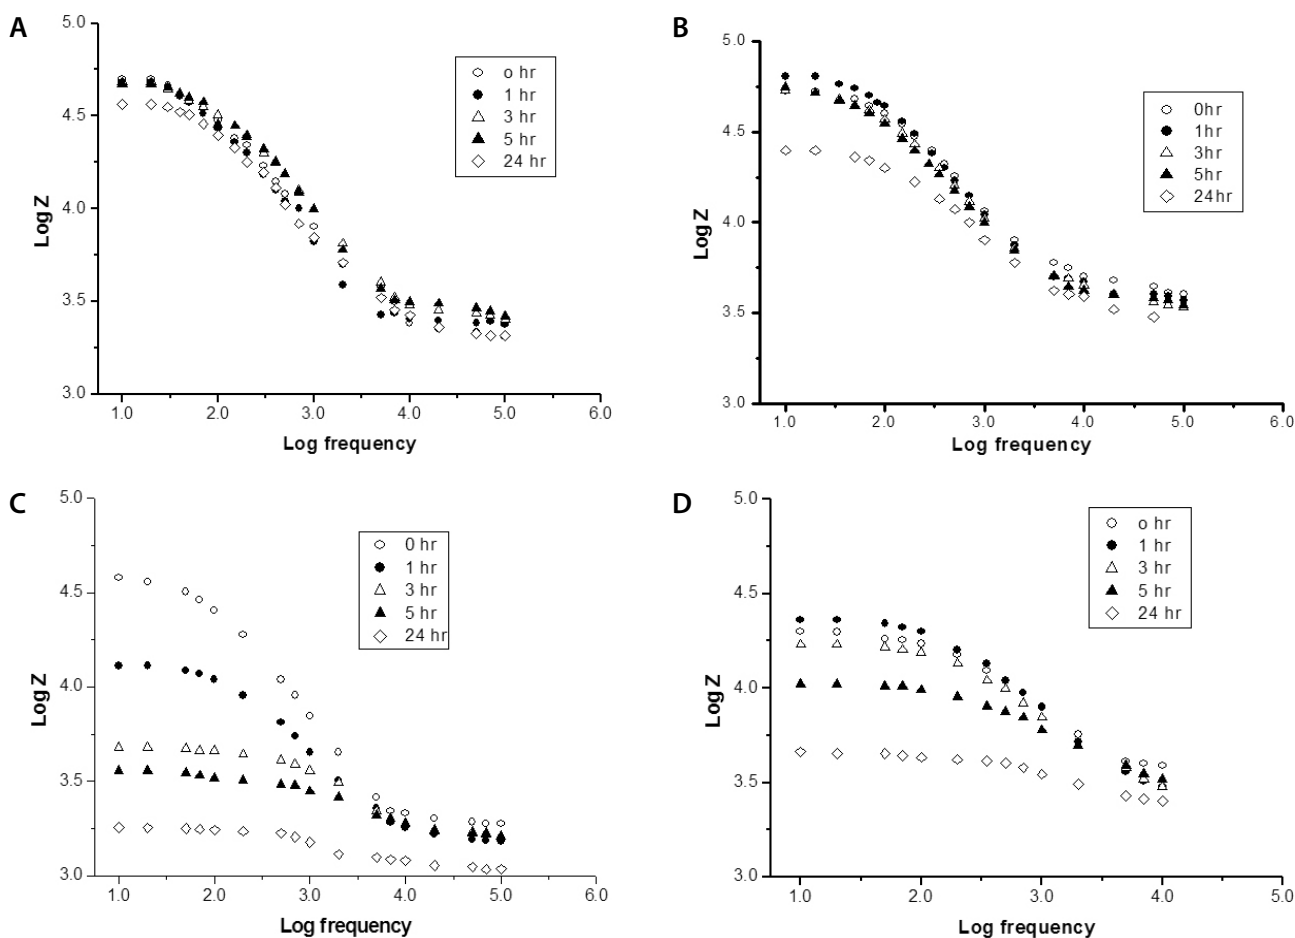 A
5.0
4.5
4.0
3.5
3.0
Log Z
o hr
1 hr
3 hr
5 hr
24 hr
1.0 2.0 3.0 4.0 5.0 6.0
Log frequency
B
5.0
4.5
4.0
3.5
3.0
Log Z
0hr
1hr
3hr
5hr
24hr
1.0 2.0 3.0 4.0 5.0 6.0
Log frequency
C
5.0
4.5
4.0
3.5
3.0
Log Z
0 hr
1 hr
3 hr
5 hr
24 hr
1.0 2.0 3.0 4.0 5.0 6.0
Log frequency
D
5.0
4.5
4.0
3.5
3.0
Log Z
o hr
1 hr
3 hr
5 hr
24 hr
1.0 2.0 3.0 4.0 5.0
Log frequency